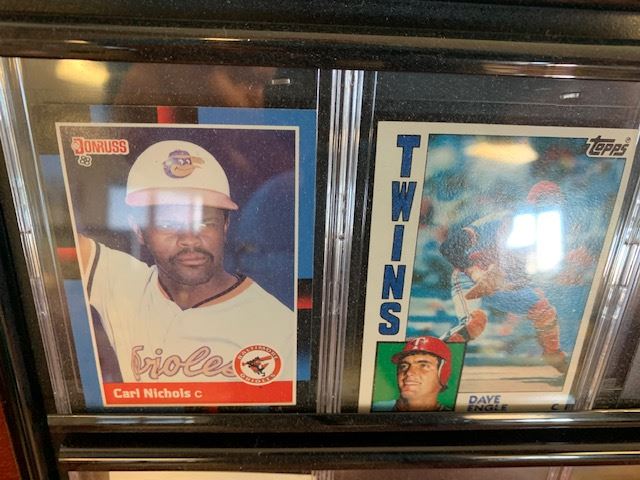 DONRUSS
88
Orioles
BALTIMORE
ORIOLES
Carl Nichols C
Topps
TWINS
T
DAVE
ENGLE
C